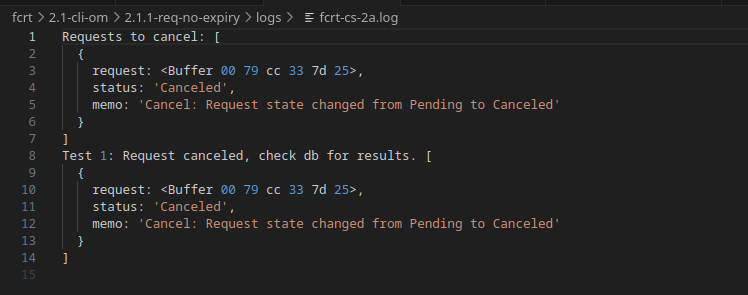 fcrt > 2.1-cli-om > 2.1.1-req-no-expiry > logs > fcrt-cs-2a.log
1 Requests to cancel: [
2 {
3 request: <Buffer 00 79 cc 33 7d 25>,
4 status: 'Canceled',
5 memo: 'Cancel: Request state changed from Pending to Canceled'
6 }
7 ]
8 Test 1: Request canceled, check db for results. [
9 {
10 request: <Buffer 00 79 cc 33 7d 25>,
11 status: 'Canceled',
12 memo: 'Cancel: Request state changed from Pending to Canceled'
13 }
14 ]
15